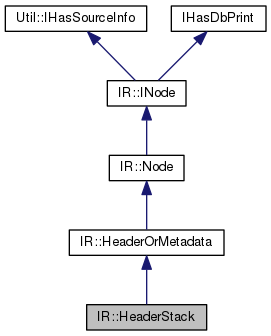 Util::IHasSourceInfo
IHasDbPrint
IR::INode
IR::Node
IR::HeaderOrMetadata
IR::HeaderStack